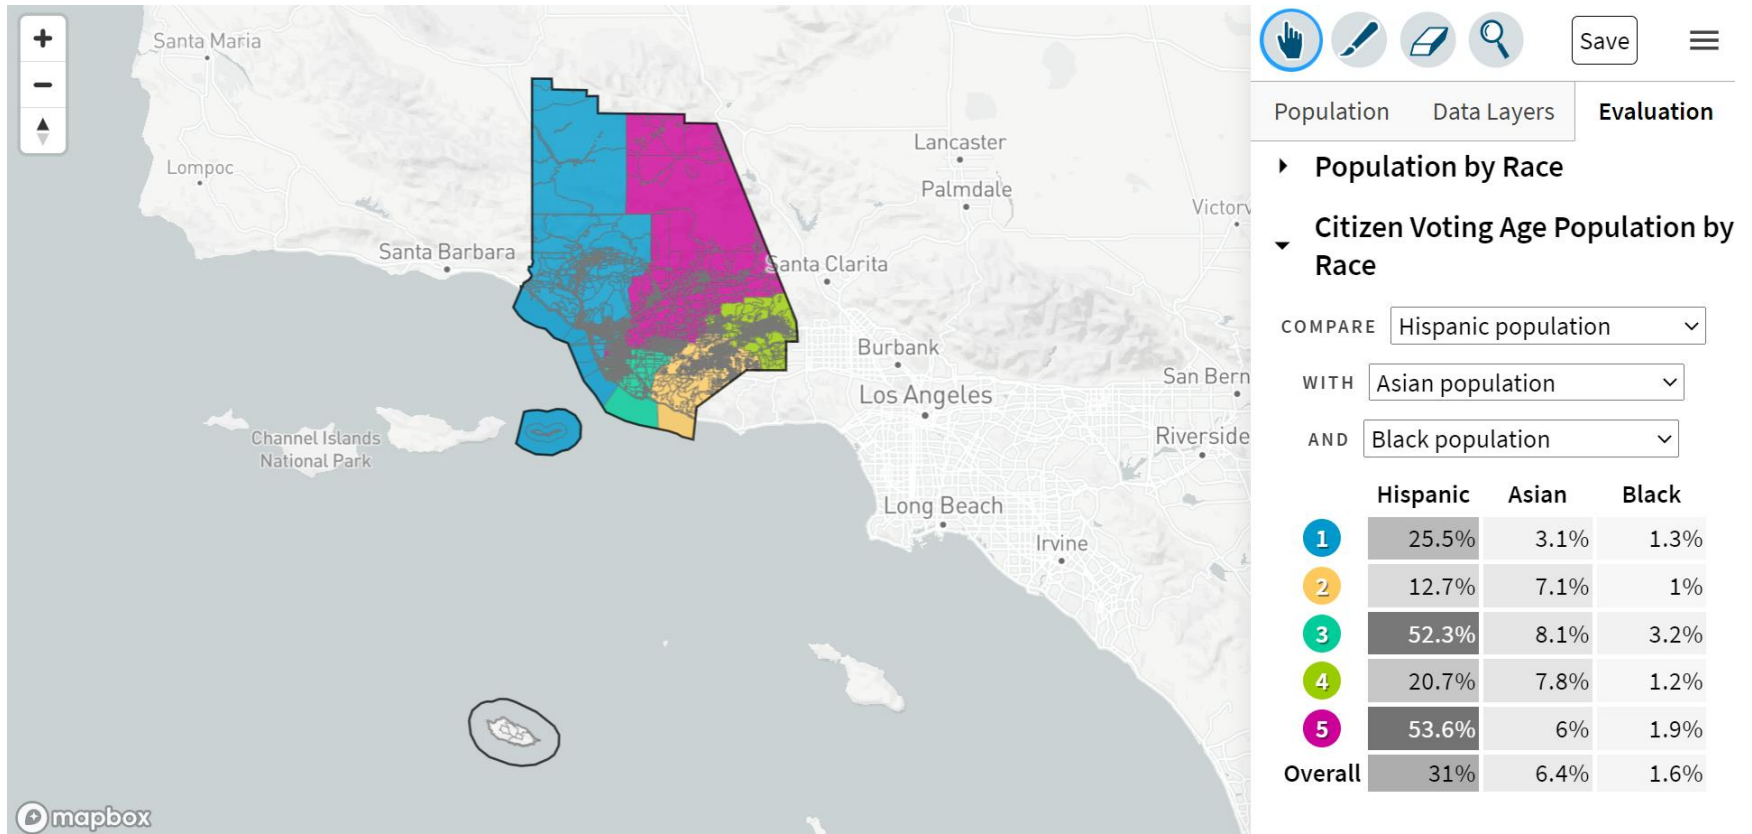 Santa Maria
Lompoc
Santa Barbara
Lancaster
Palmdale
Victorv
Santa Clarita
Burbank
Los Angeles
San Bern
Riverside
Channel Islands
National Park
Long Beach
Irvine
mapbox
Save
Population Data Layers Evaluation
Population by Race
Citizen Voting Age Population by
Race
COMPARE Hispanic population
WITH Asian population
AND Black population
Hispanic Asian Black
1 25.5% 3.1% 1.3%
2 12.7% 7.1% 1%
3 52.3% 8.1% 3.2%
4 20.7% 7.8% 1.2%
5 53.6% 6% 1.9%
Overall 31% 6.4% 1.6%